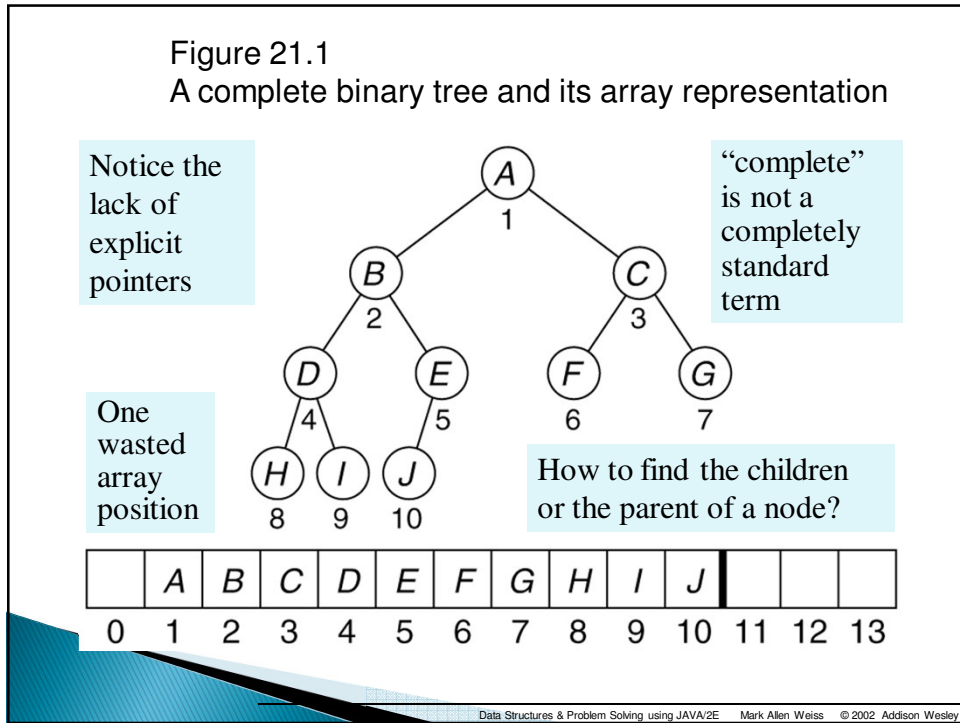 Figure 21.1
A complete binary tree and its array representation
Notice the
lack of
explicit
pointers
“complete”
is not a
completely
standard
term
A
1
B
C
2
3
D
E
F
G
4
5
6
7
One
wasted
array
position
H
I
J
8
9
10
How to find the children
or the parent of a node?
A B C D E F G H I J
0 1 2 3 4 5 6 7 8 9 10 11 12 13
Data Structures & Problem Solving using JAVA/2E Mark Allen Weiss © 2002 Addison Wesley